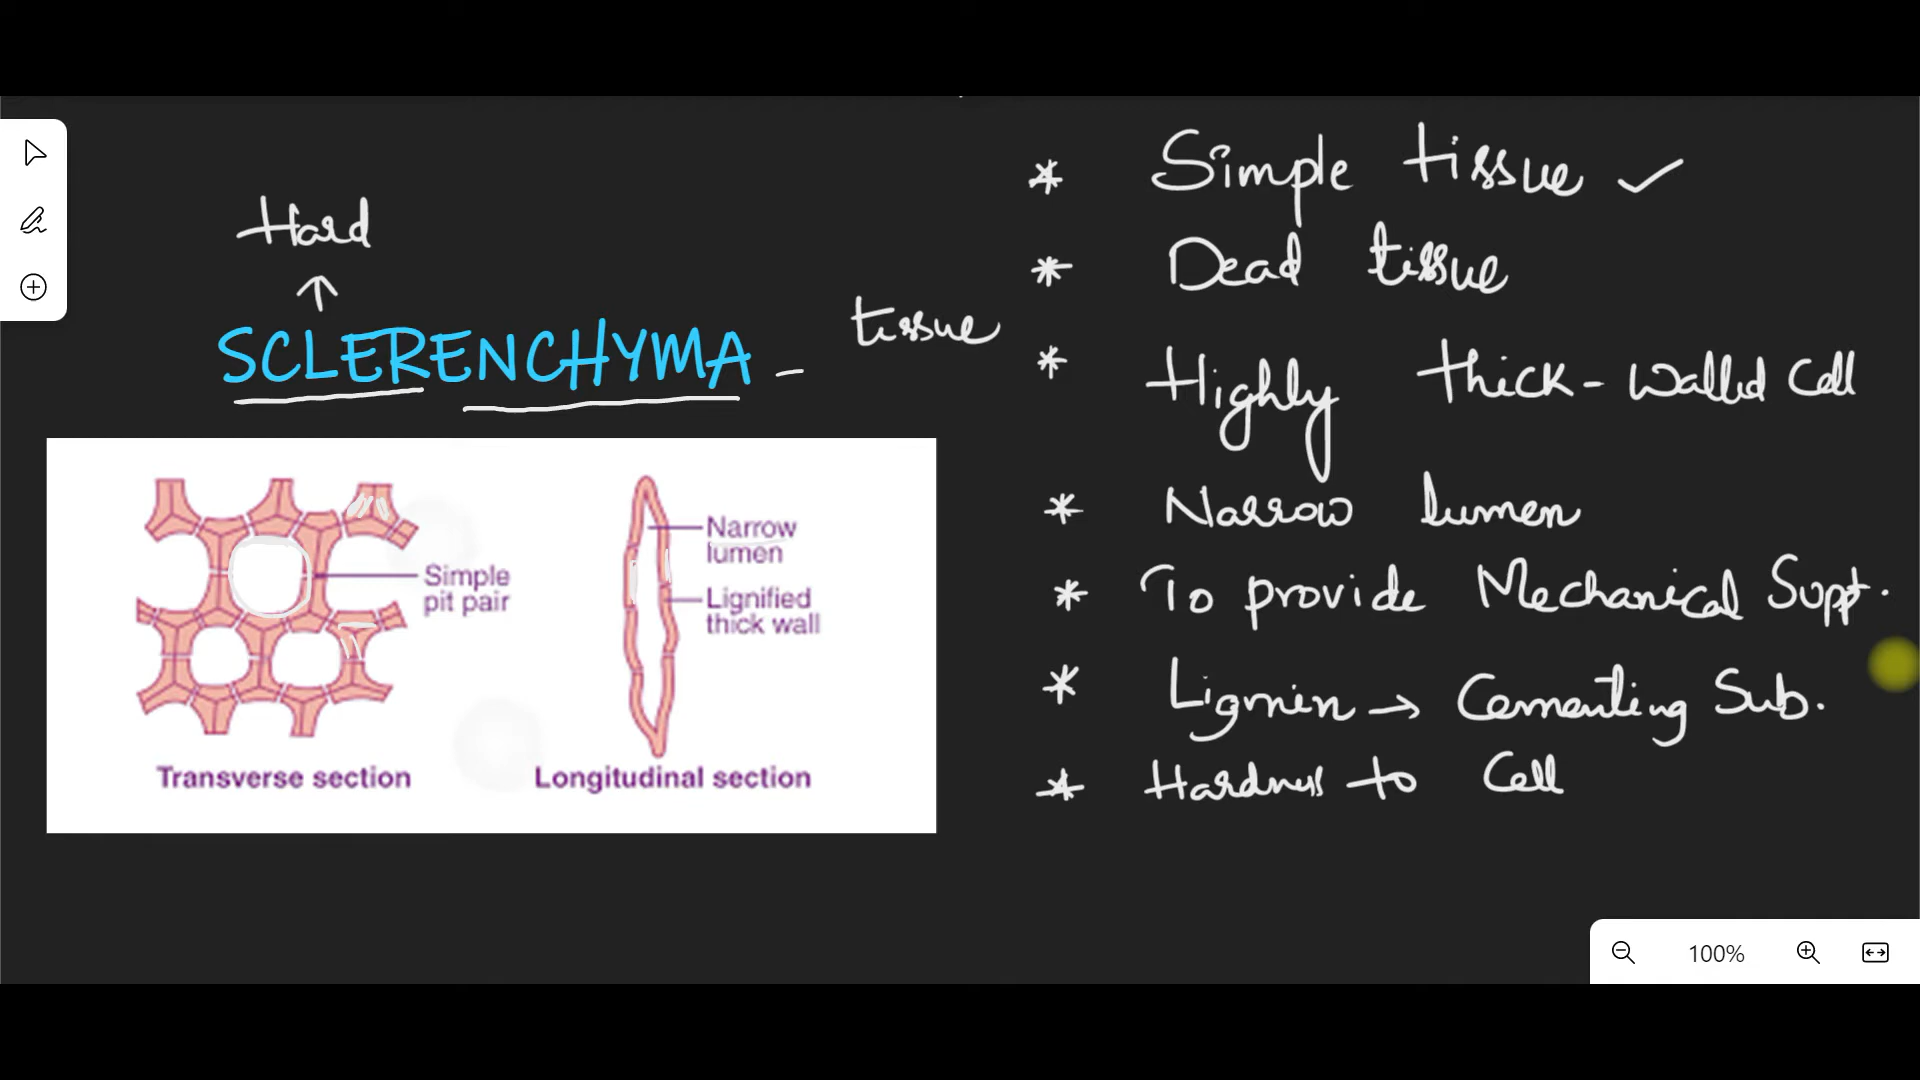 Hard
↑
SCLERENCHYMA - tissue
Simple
pit pair
Narrow
lumen
Lignified
thick wall
Transverse section
Longitudinal section
* Simple tissue ✓
* Dead tissue
* Highly thick-walled Cell
* Narrow lumen
* To provide Mechanical Suppt.
* Lignin → Cementing Sub.
* Hardness to Cell
100%